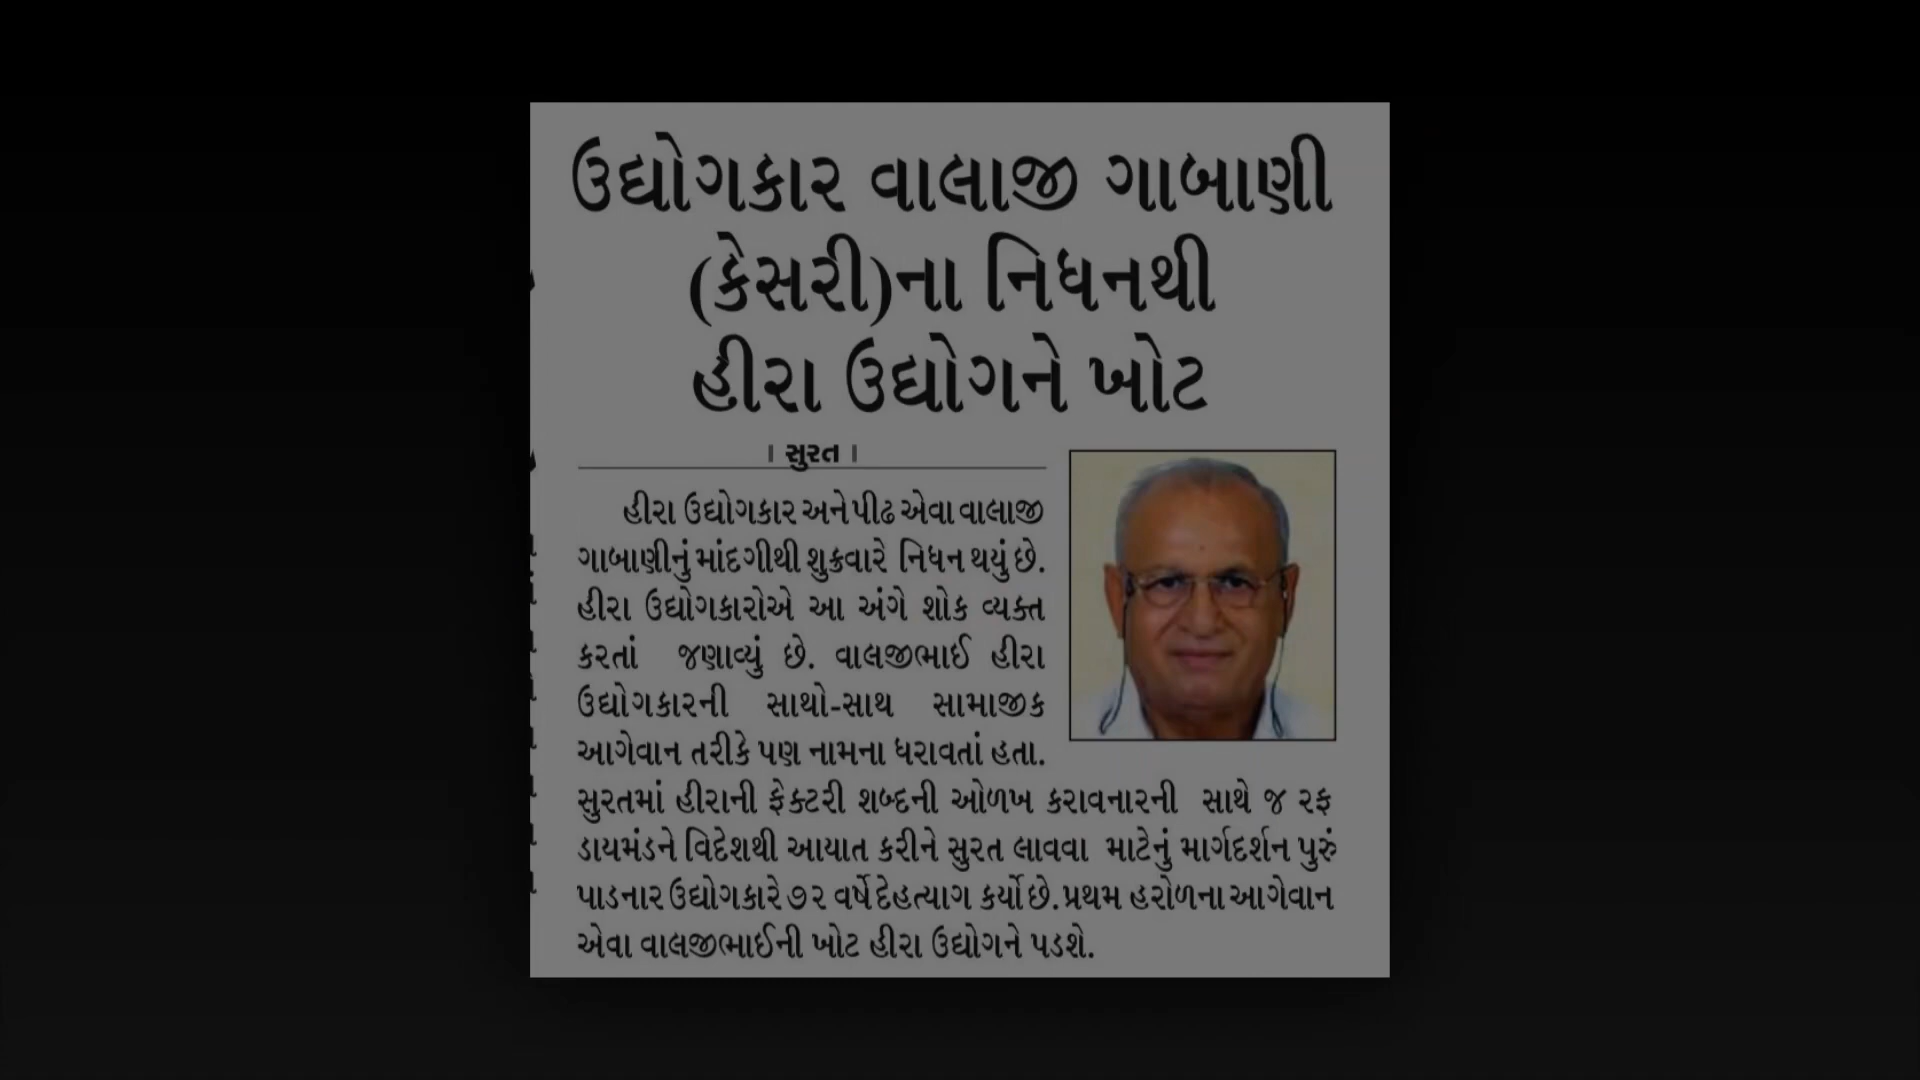 ઉદ્યોગકાર વાલાજી ગાબાણી
(કેસરી)ના નિધનથી
હીરા ઉદ્યોગને ખોટ
। સુરત ।
હીરા ઉદ્યોગકાર અને પીઢ એવા વાલાજી
ગાબાણીનું માંદગીથી શુક્રવારે નિધન થયું છે.
હીરા ઉદ્યોગકારોએ આ અંગે શોક વ્યક્ત
કરતાં જણાવ્યું છે. વાલજીભાઈ હીરા
ઉદ્યોગકારની સાથો-સાથ સામાજીક
આગેવાન તરીકે પણ નામના ધરાવતાં હતા.
સુરતમાં હીરાની ફેક્ટરી શબ્દની ઓળખ કરાવનારની સાથે જ રફ
ડાયમંડને વિદેશથી આયાત કરીને સુરત લાવવા માટેનું માર્ગદર્શન પુરું
પાડનાર ઉદ્યોગકારે ૭૨ વર્ષે દેહત્યાગ કર્યો છે. પ્રથમ હરોળના આગેવાન
એવા વાલજીભાઈની ખોટ હીરા ઉદ્યોગને પડશે.